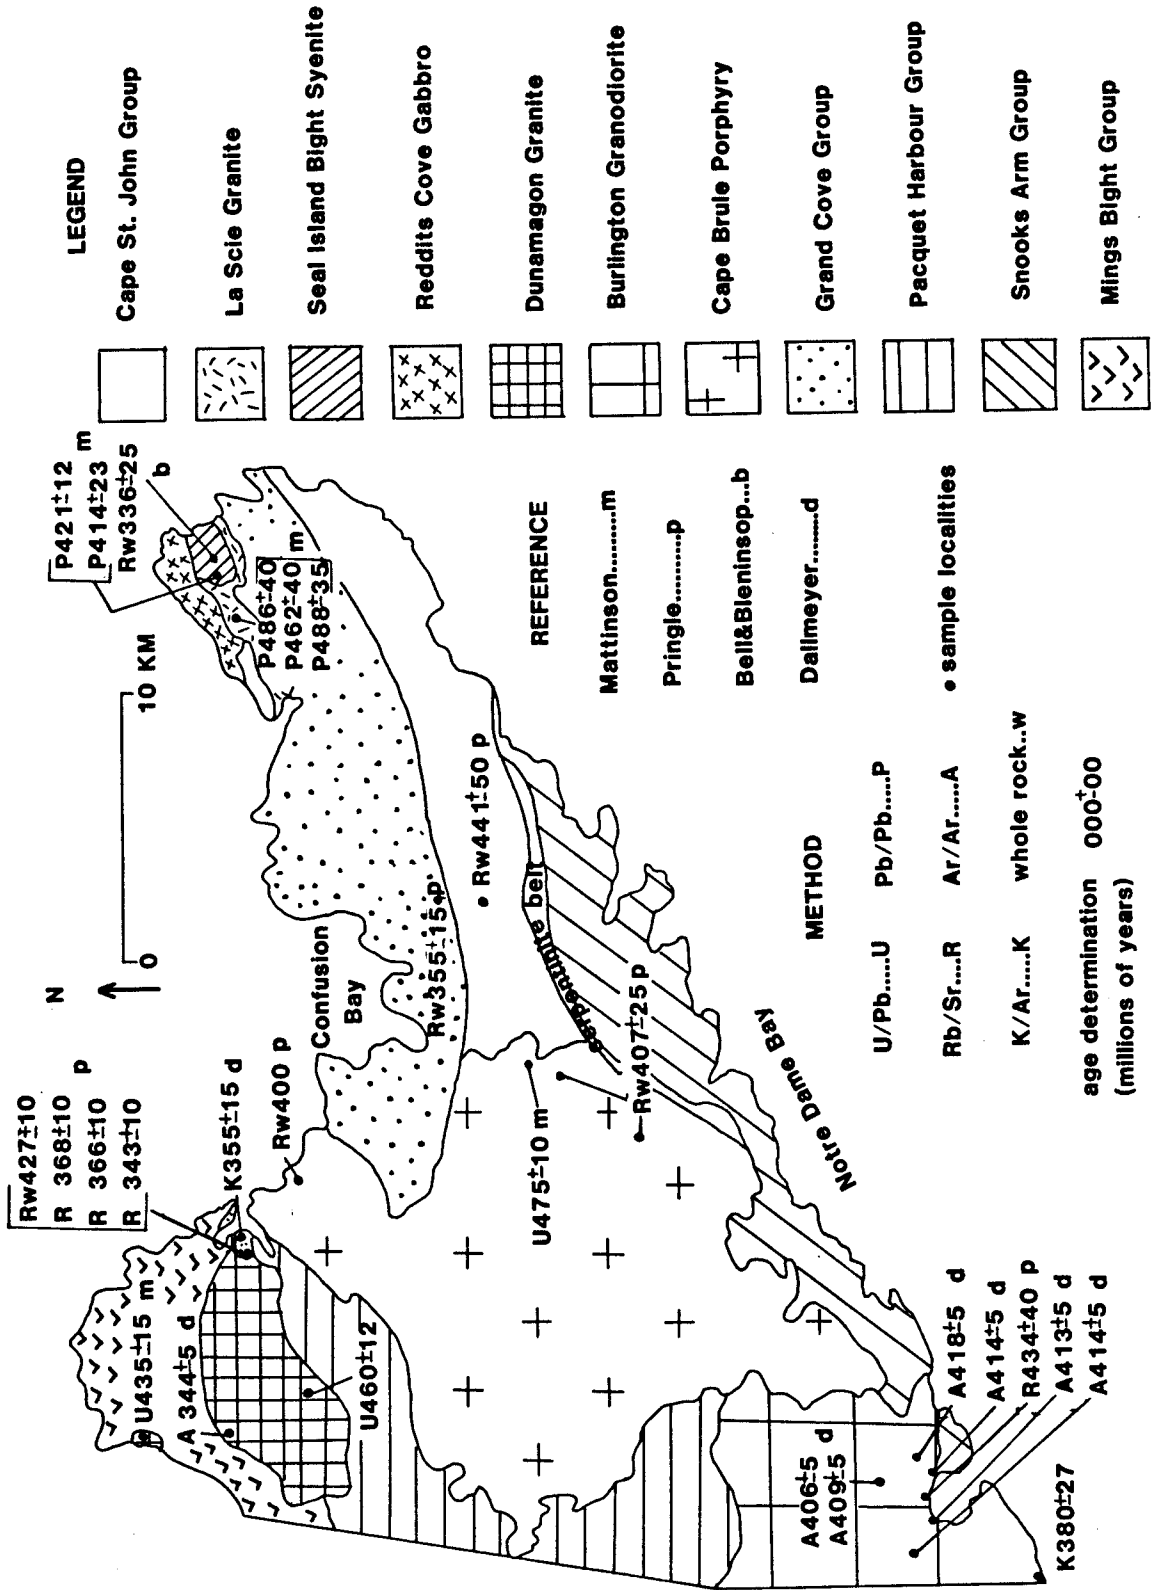 LEGEND
Cape St. John Group
La Scie Granite
Seal Island Bight Syenite
Reddits Cove Gabbro
Dunamagon Granite
Burlington Granodiorite
Cape Brule Porphyry
Grand Cove Group
Pacquet Harbour Group
Snooks Arm Group
Mings Bight Group
P421±12
P414±23 m
Rw336±25
b
P486±40
P462±40 m
P488±35
10 KM
0
N
Rw427±10
R 368±10
R 366±10 p
R 343±10
K355±15 d
Rw400 p
Confusion
Bay
Rw355±15 p
Rw441±50 p
serpentinite belt
U435±15 m
A 344±5 d
U460±12
U475±10 m
Rw407±25 p
Notre Dame Bay
A406±5
A409±5 d
A418±5 d
A414±5 d
R434±40 p
A413±5 d
A414±5 d
K380±27
REFERENCE
Mattinson..........m
Pringle..........p
Bell&Bleninsop...b
Dallmeyer........d
• sample localities
METHOD
U/Pb.....U Pb/Pb.....P
Rb/Sr....R Ar/Ar.....A
K/Ar.....K whole rock..w
age determination 000±00
(millions of years)